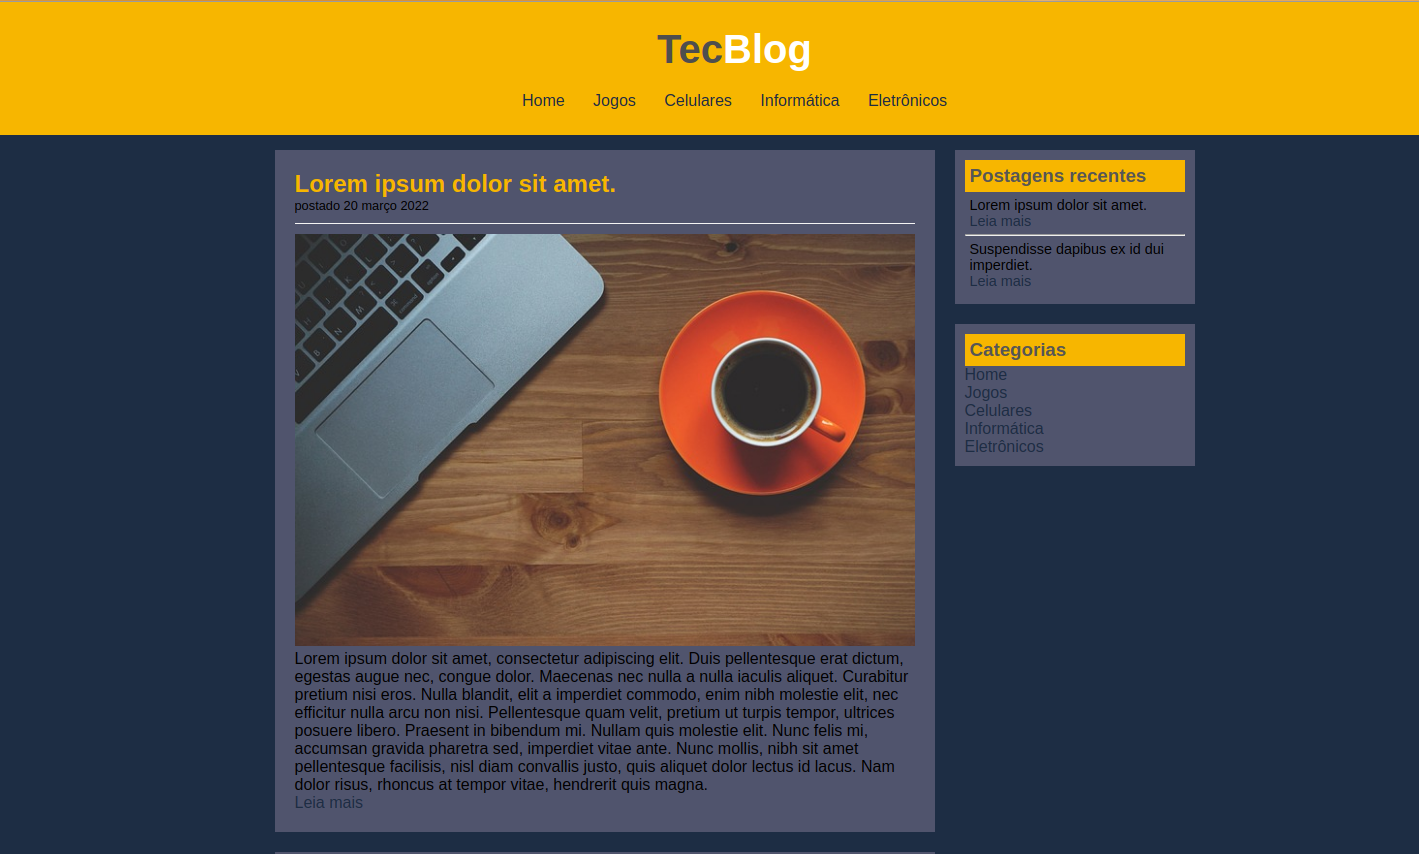 TecBlog
Home Jogos Celulares Informática Eletrônicos
Lorem ipsum dolor sit amet.
postado 20 março 2022
Lorem ipsum dolor sit amet, consectetur adipiscing elit. Duis pellentesque erat dictum,
egestas augue nec, congue dolor. Maecenas nec nulla a nulla iaculis aliquet. Curabitur
pretium nisi eros. Nulla blandit, elit a imperdiet commodo, enim nibh molestie elit, nec
efficitur nulla arcu non nisi. Pellentesque quam velit, pretium ut turpis tempor, ultrices
posuere libero. Praesent in bibendum mi. Nullam quis molestie elit. Nunc felis mi,
accumsan gravida pharetra sed, imperdiet vitae ante. Nunc mollis, nibh sit amet
pellentesque facilisis, nisl diam convallis justo, quis aliquet dolor lectus id lacus. Nam
dolor risus, rhoncus at tempor vitae, hendrerit quis magna.
Leia mais
Postagens recentes
Lorem ipsum dolor sit amet.
Leia mais
Suspendisse dapibus ex id dui
imperdiet.
Leia mais
Categorias
Home
Jogos
Celulares
Informática
Eletrônicos